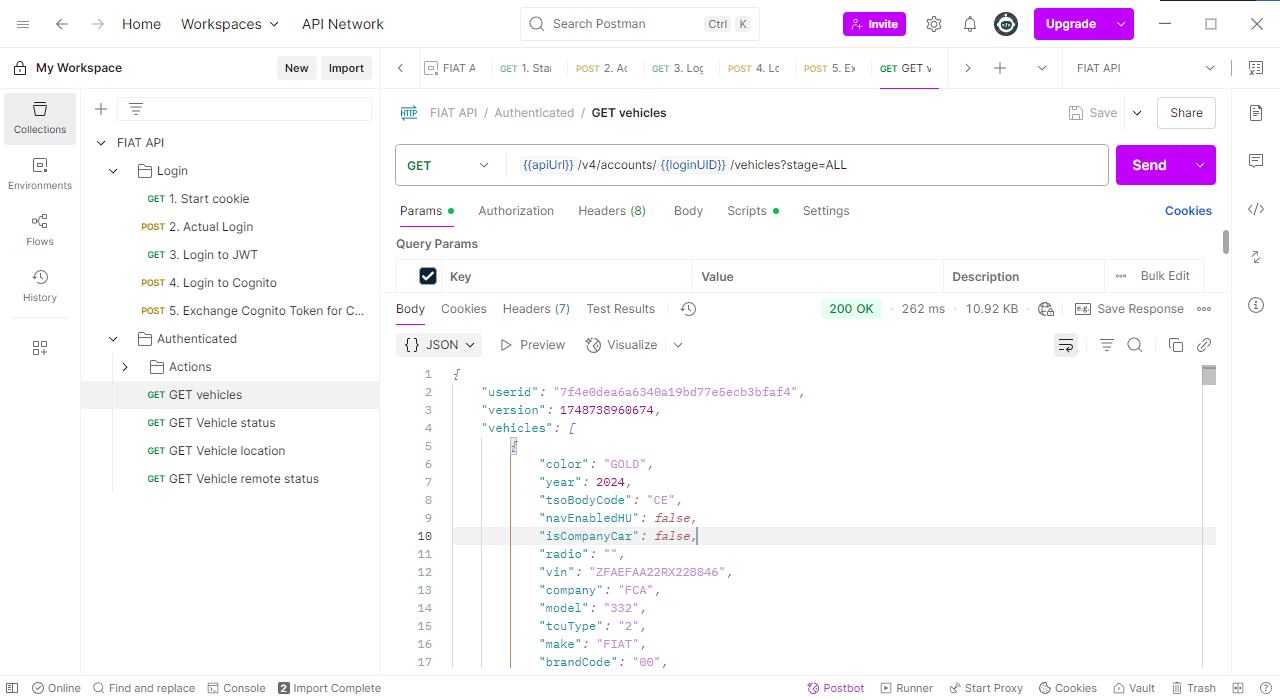 Home Workspaces API Network Search Postman Ctrl K Invite Upgrade
My Workspace New Import FIAT A GET 1. Star POST 2. Ac GET 3. Log POST 4. Lo POST 5. Ex GET GET v FIAT API
Collections
Environments
Flows
History
FIAT API
Login
GET 1. Start cookie
POST 2. Actual Login
GET 3. Login to JWT
POST 4. Login to Cognito
POST 5. Exchange Cognito Token for C...
Authenticated
Actions
GET GET vehicles
GET GET Vehicle status
GET GET Vehicle location
GET GET Vehicle remote status
HTTP FIAT API / Authenticated / GET vehicles Save Share
GET {{apiUrl}} /v4/accounts/ {{loginUID}} /vehicles?stage=ALL Send
Params Authorization Headers (8) Body Scripts Settings Cookies
Query Params
Key Value Description Bulk Edit
Body Cookies Headers (7) Test Results 200 OK 262 ms 10.92 KB e.g. Save Response
{} JSON Preview Visualize
1 {
2 "userid": "7f4e0dea6a6340a19bd77e5ecb3bfaf4",
3 "version": 1748738960674,
4 "vehicles": [
5 {
6 "color": "GOLD",
7 "year": 2024,
8 "tsoBodyCode": "CE",
9 "navEnabledHU": false,
10 "isCompanyCar": false,
11 "radio": "",
12 "vin": "ZFAEFAA22RX228846",
13 "company": "FCA",
14 "model": "332",
15 "tcuType": "2",
16 "make": "FIAT",
17 "brandCode": "00",
Online Find and replace Console 2 Import Complete Postbot Runner Start Proxy Cookies Vault Trash